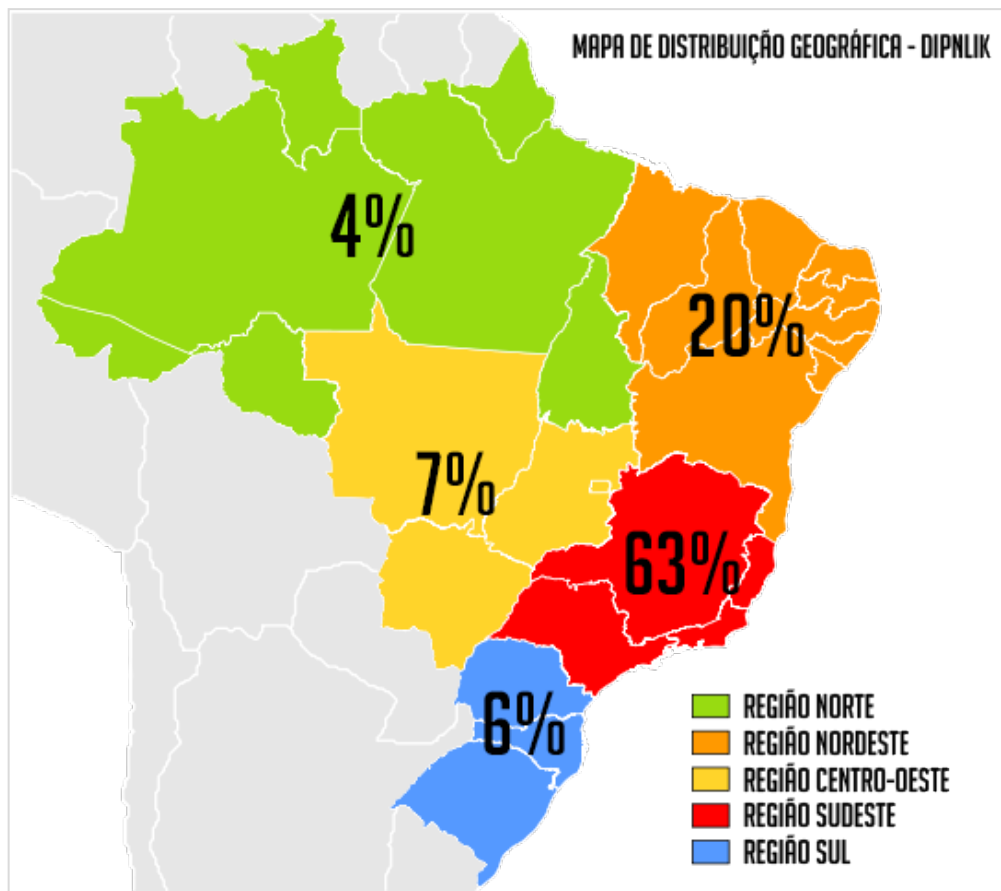 MAPA DE DISTRIBUIÇÃO GEOGRÁFICA - DIPNLIK
4%
20%
7%
63%
6%
REGIÃO NORTE
REGIÃO NORDESTE
REGIÃO CENTRO-OESTE
REGIÃO SUDESTE
REGIÃO SUL